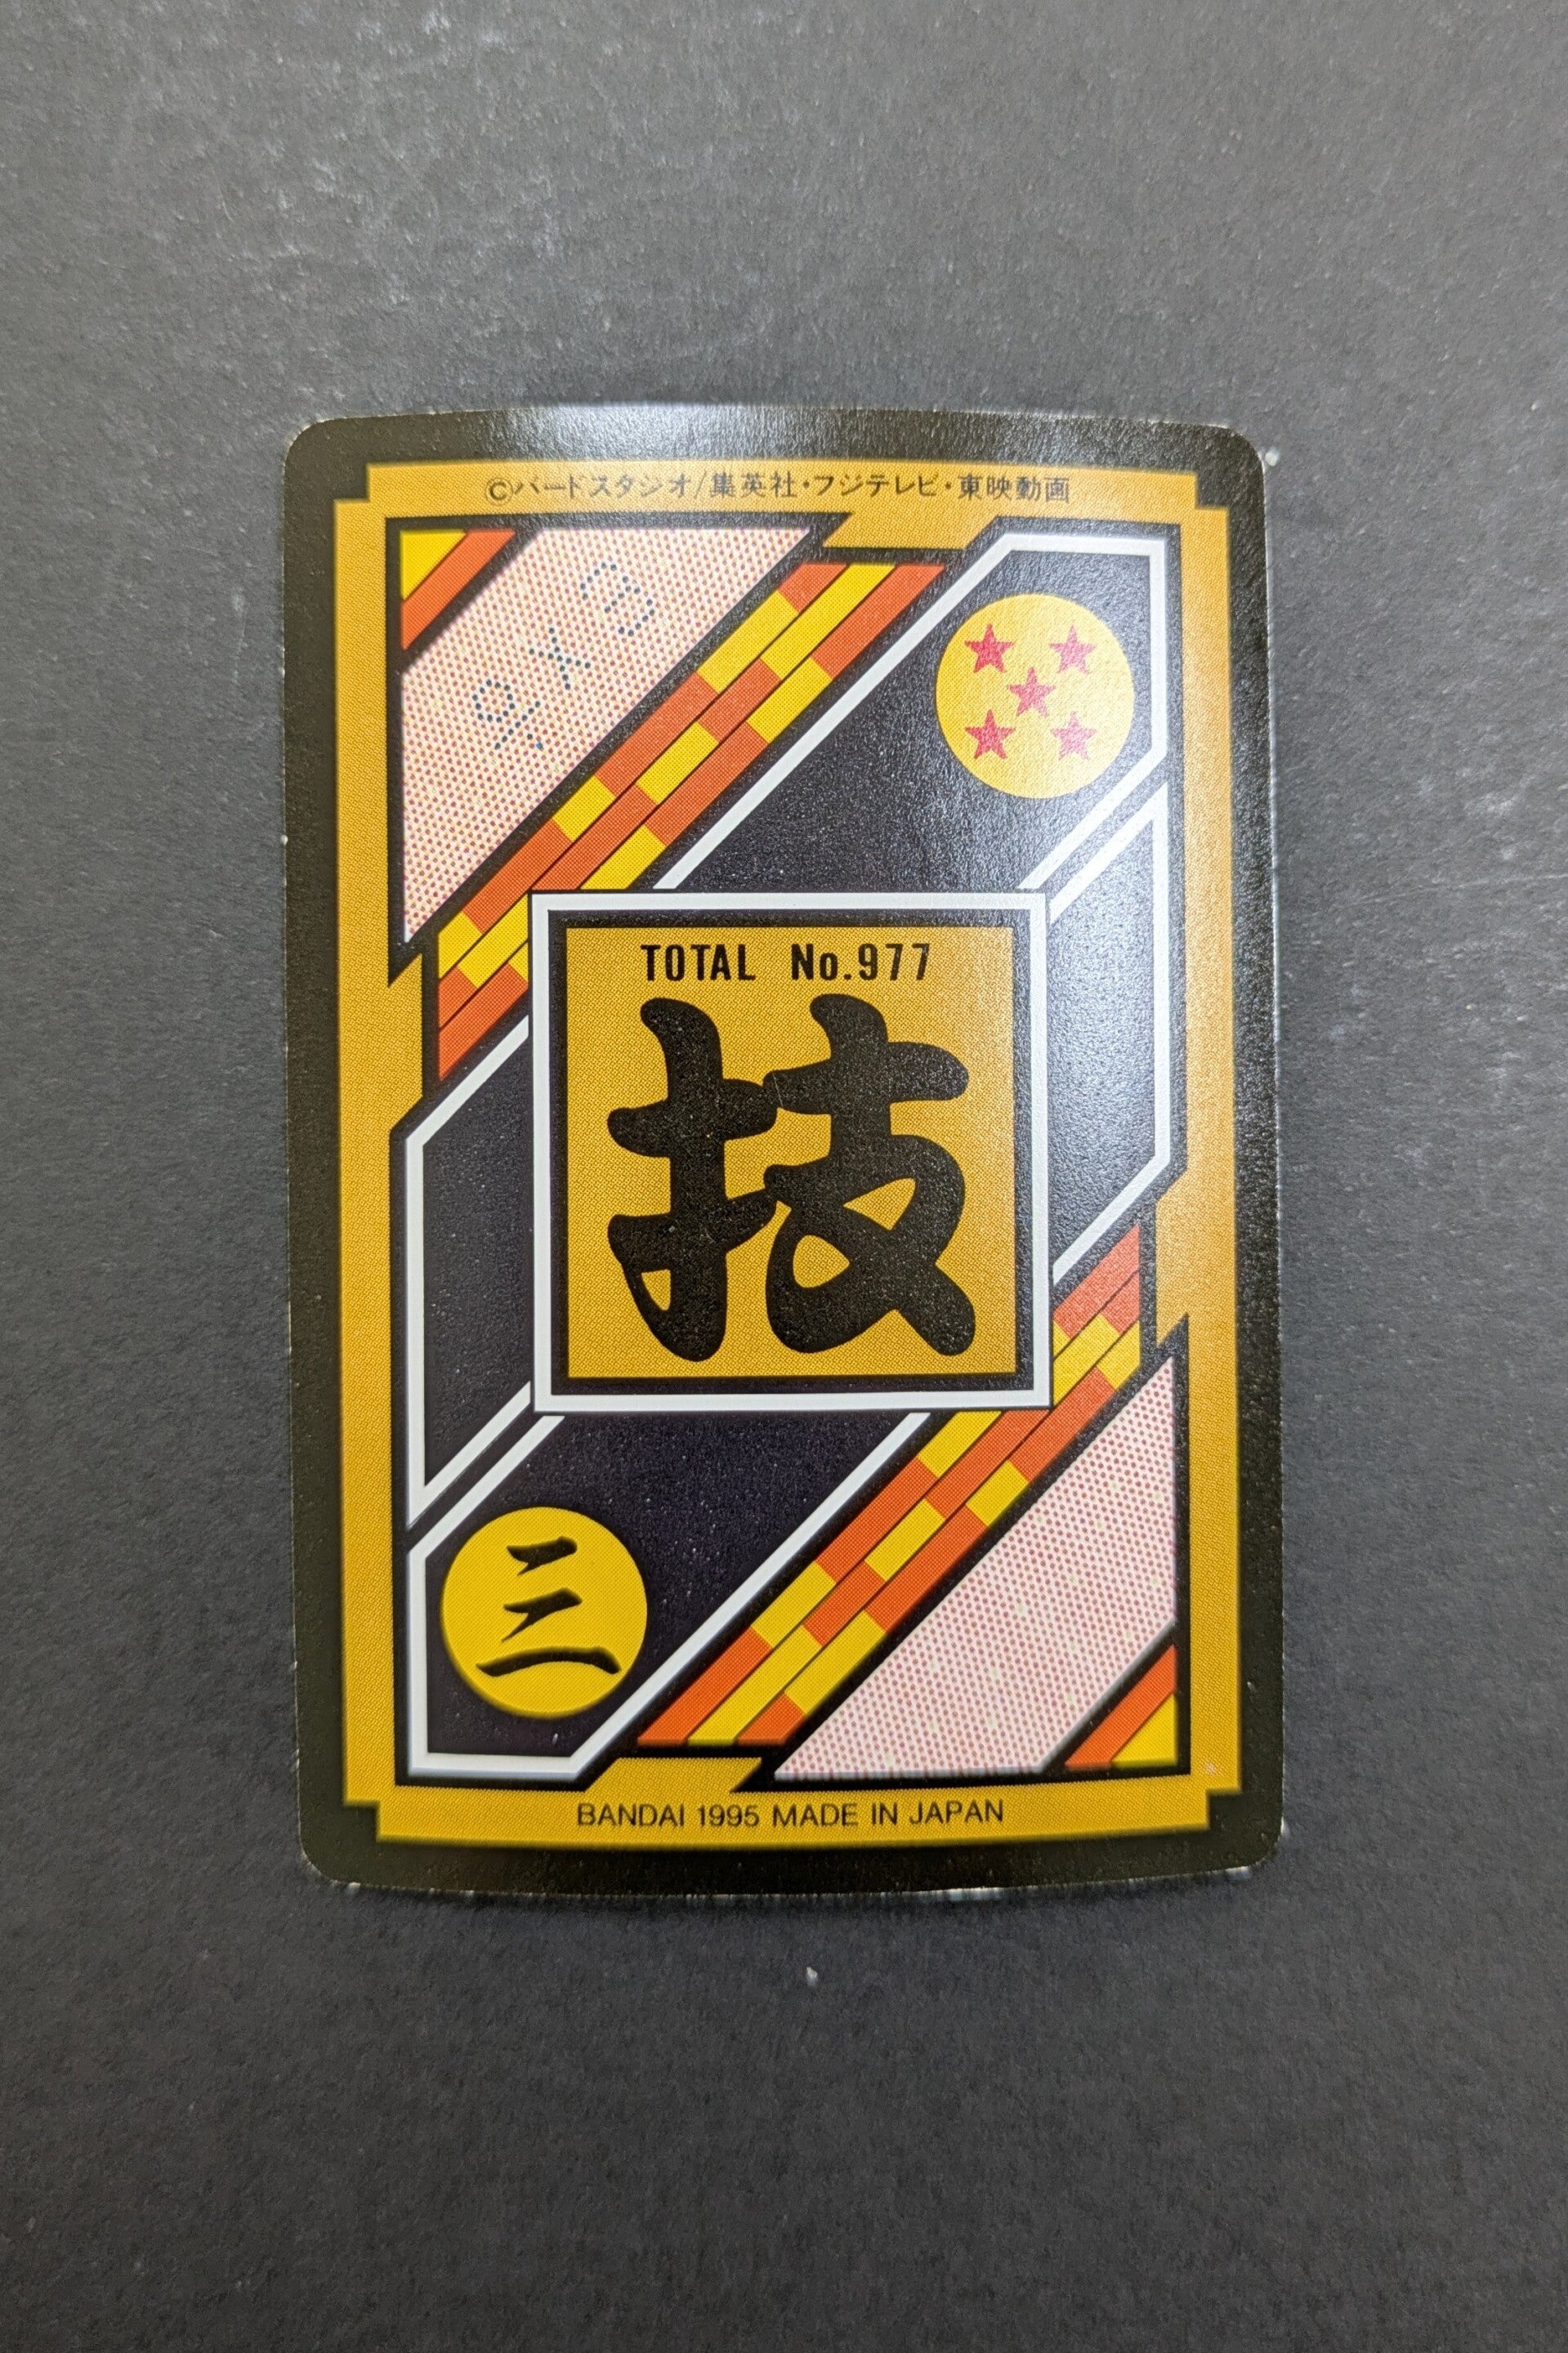 ©バードスタジオ/集英社・フジテレビ・東映動画
TOTAL No.977
技
三
BANDAI 1995 MADE IN JAPAN